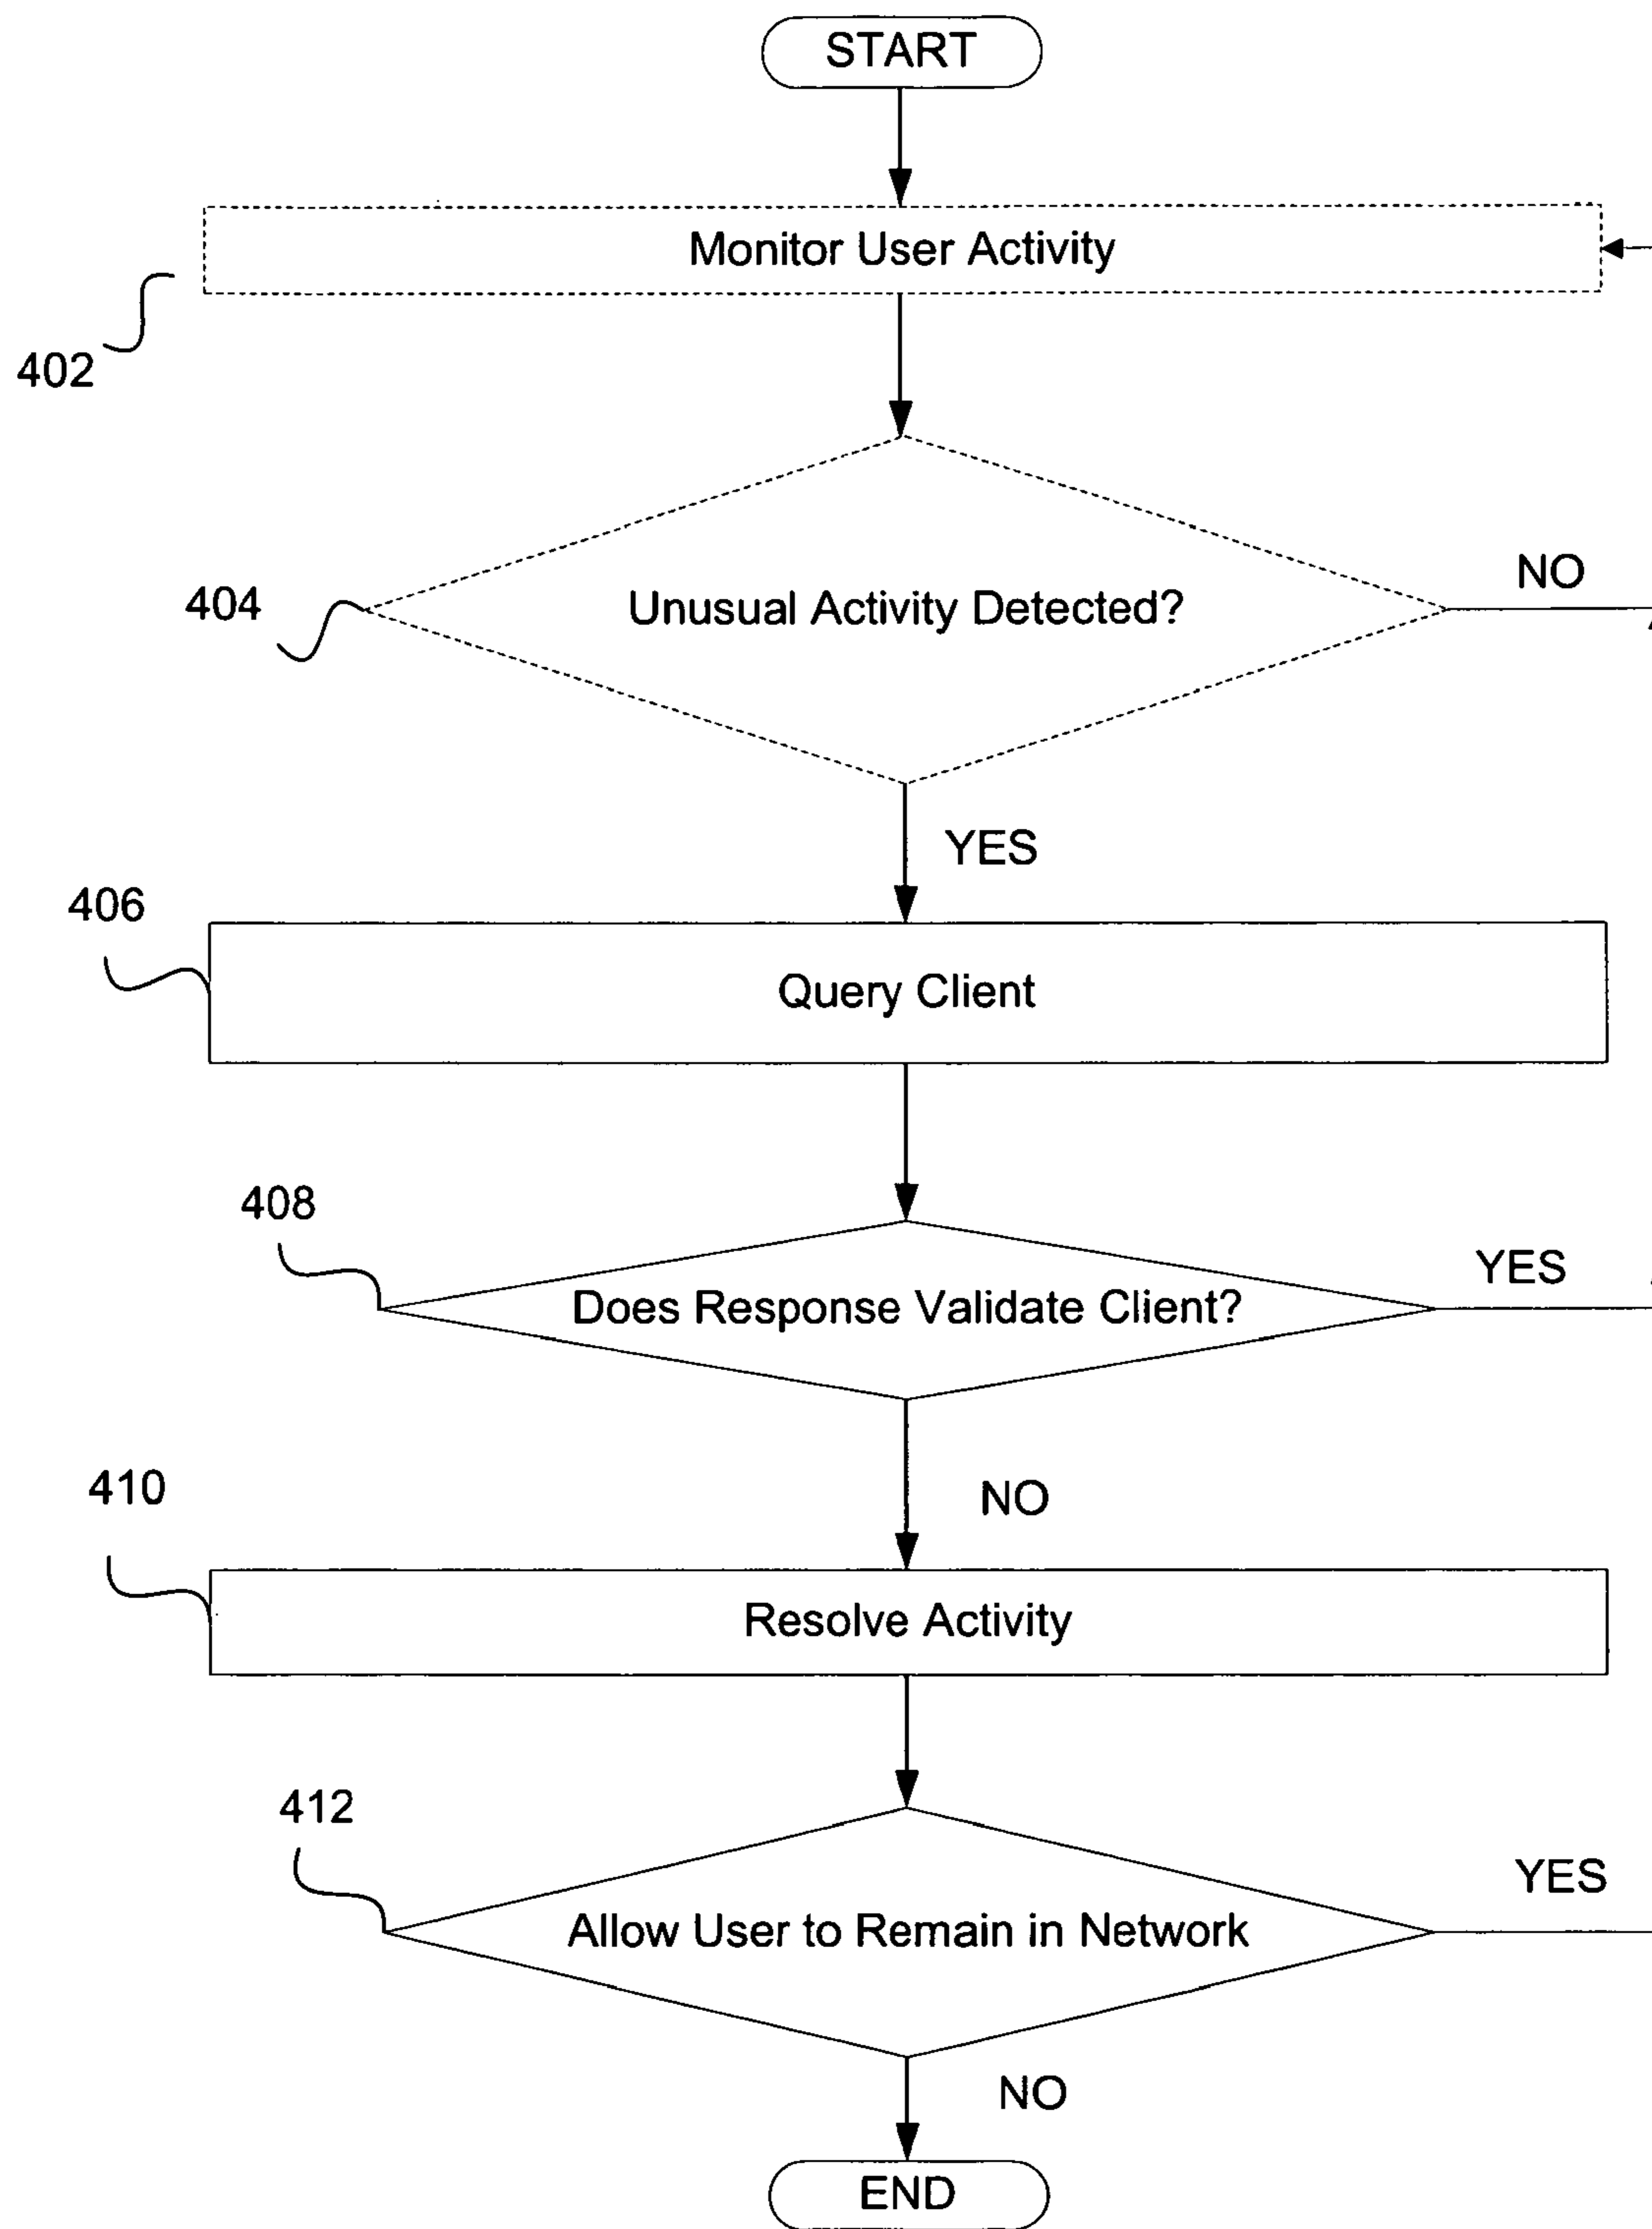 START
Monitor User Activity
402
404
Unusual Activity Detected?
NO
YES
406
Query Client
408
Does Response Validate Client?
YES
NO
410
Resolve Activity
412
Allow User to Remain in Network
YES
NO
END